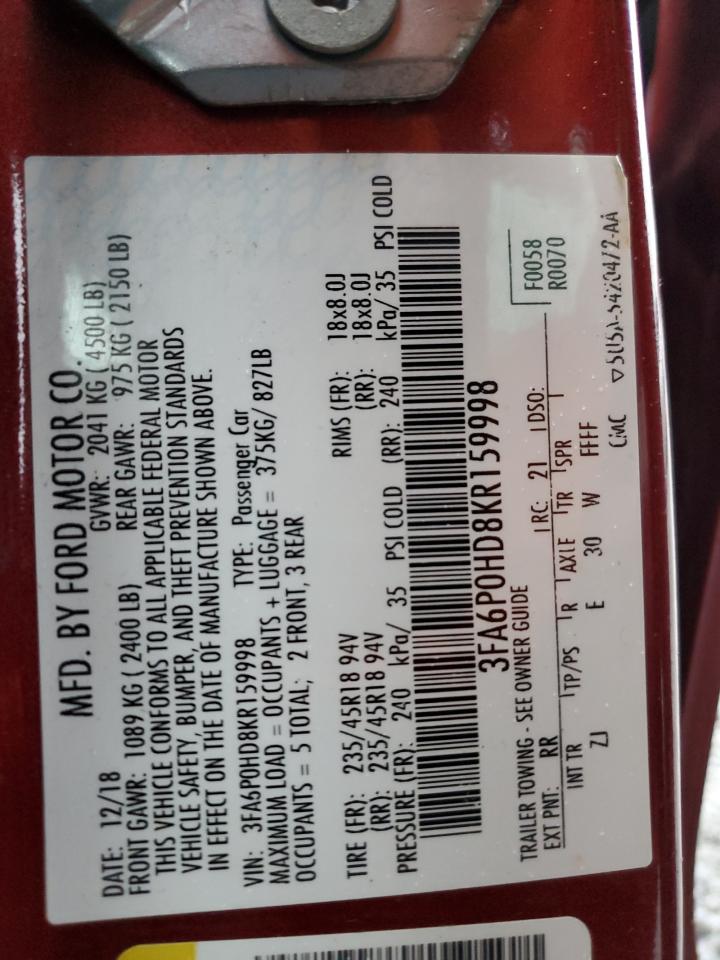 MFD. BY FORD MOTOR CO.
DATE: 12/18 GVWR: 2041 KG ( 4500 LB)
FRONT GAWR: 1089 KG ( 2400 LB) REAR GAWR: 975 KG ( 2150 LB)
THIS VEHICLE CONFORMS TO ALL APPLICABLE FEDERAL MOTOR
VEHICLE SAFETY, BUMPER, AND THEFT PREVENTION STANDARDS
IN EFFECT ON THE DATE OF MANUFACTURE SHOWN ABOVE.
VIN: 3FA6P0HD8KR159998 TYPE: Passenger Car
MAXIMUM LOAD = OCCUPANTS + LUGGAGE = 375KG/ 827LB
OCCUPANTS = 5 TOTAL; 2 FRONT, 3 REAR
TIRE (FR): 235/45R18 94V RIMS (FR): 18x8.0J
(RR): 235/45R18 94V (RR): 18x8.0J
PRESSURE (FR): 240 kPa/ 35 PSI COLD (RR): 240 kPa/ 35 PSI COLD
3FA6P0HD8KR159998
F0058
R0070
TRAILER TOWING - SEE OWNER GUIDE
EXT PNT: RR RC: 21 DSO:
INT TR TP/PS R AXLE TR SPR
ZJ E 30 W FFFF